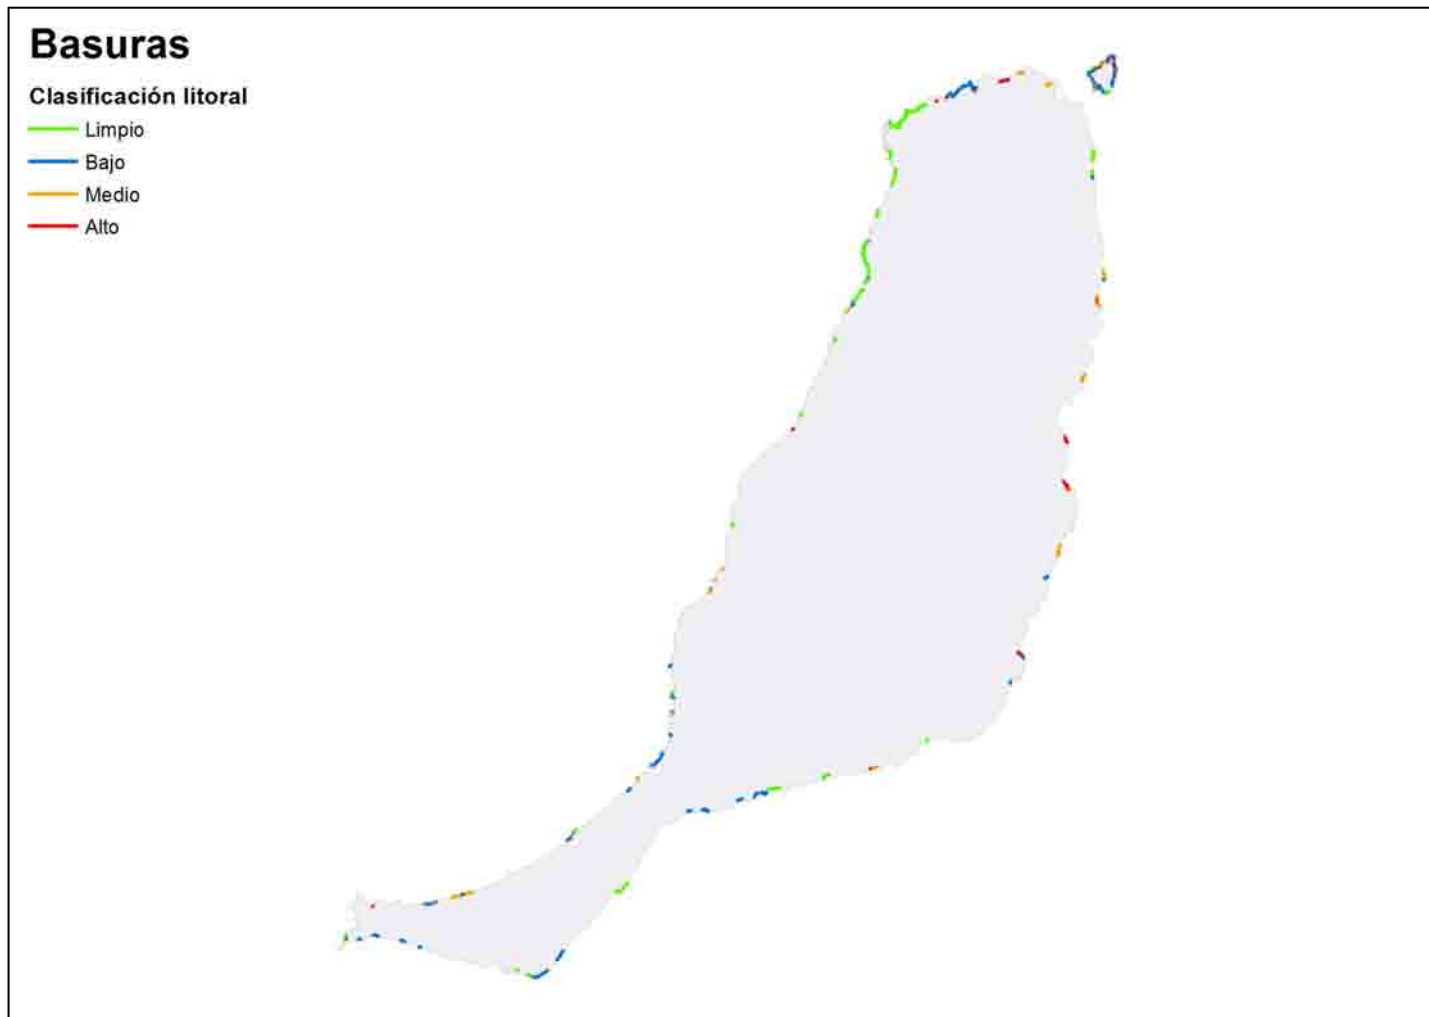 Basuras
Clasificación litoral
Limpio
Bajo
Medio
Alto